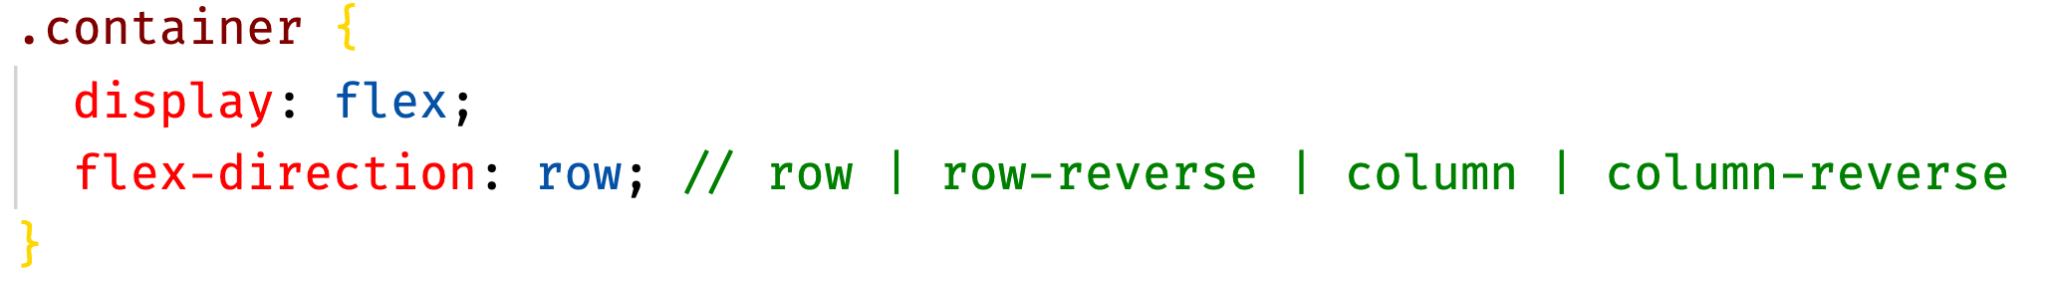 .container {
  display: flex;
  flex-direction: row; // row | row-reverse | column | column-reverse
}